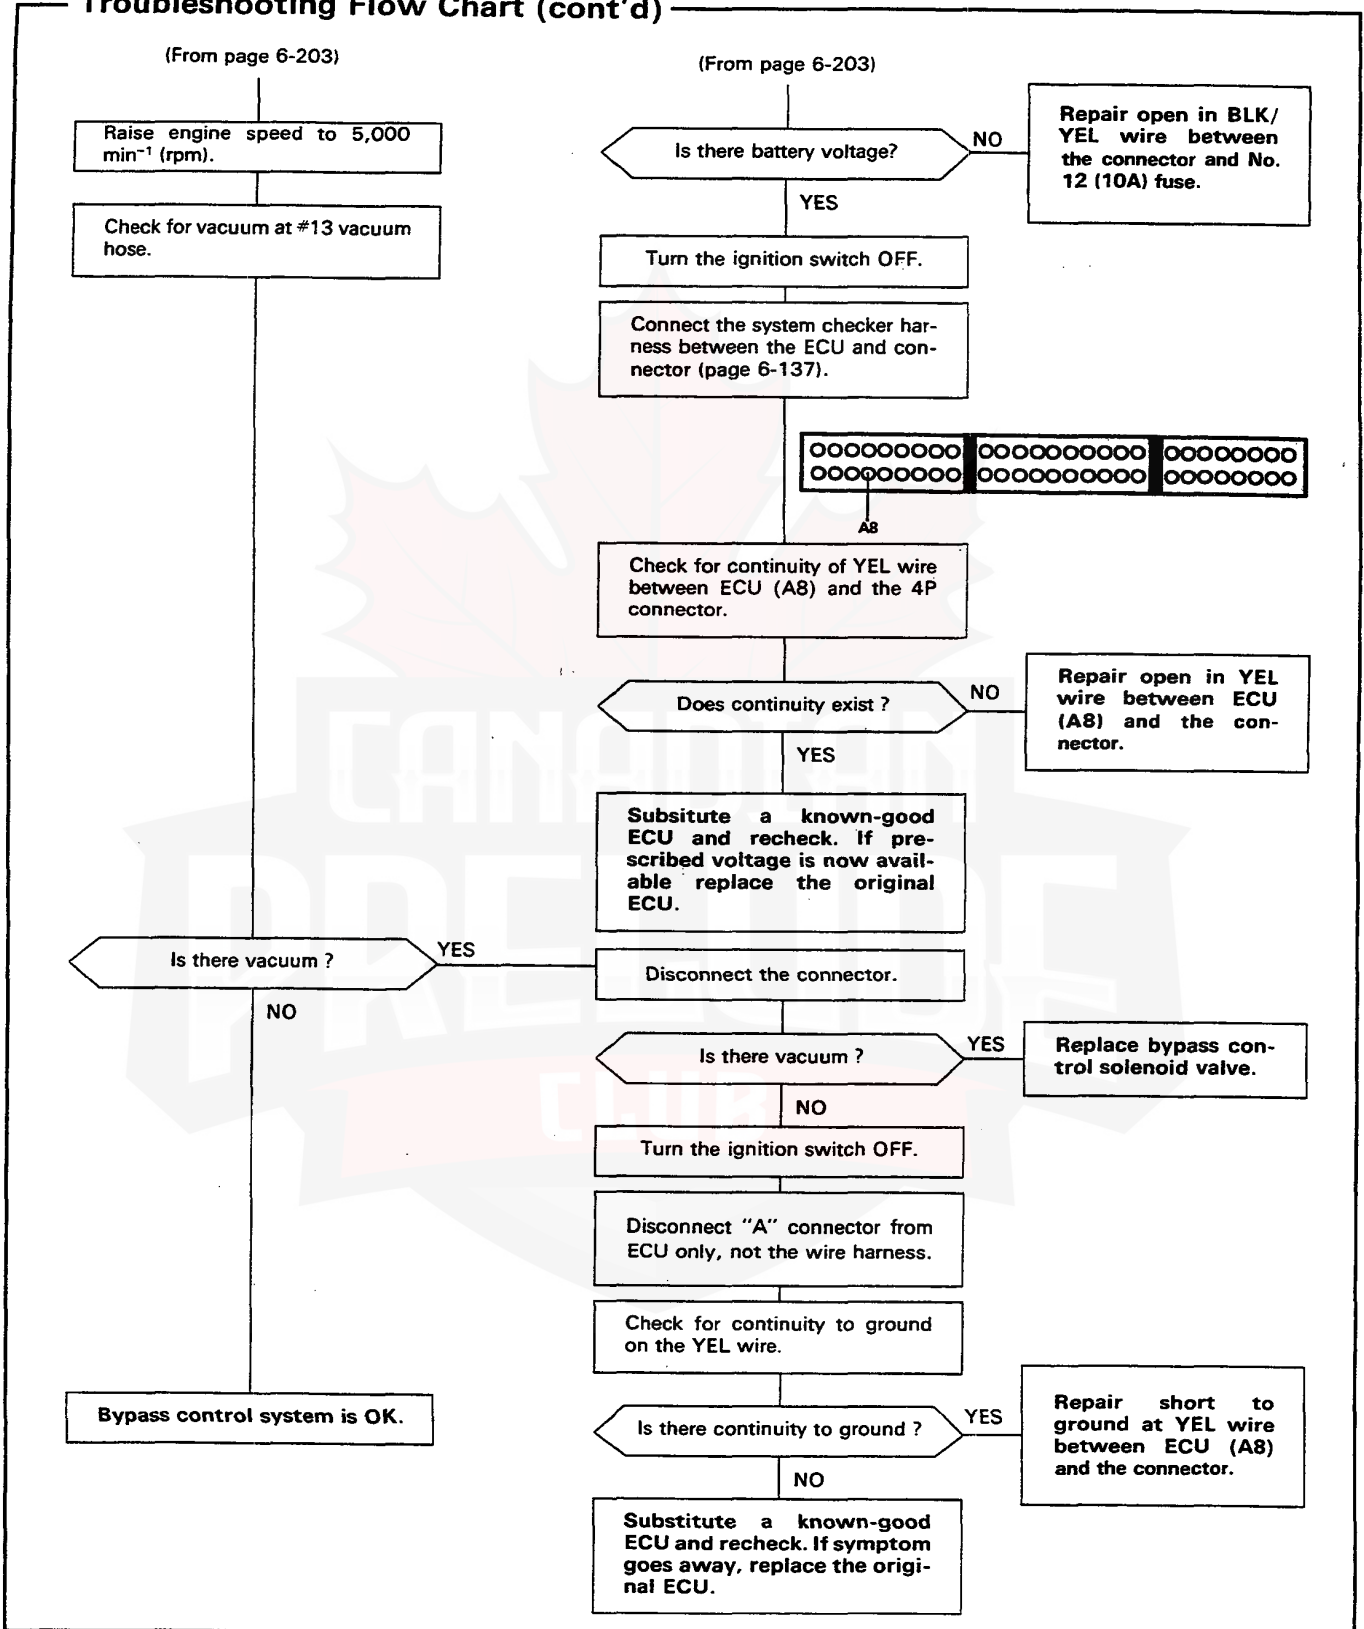 Troubleshooting Flow Chart (cont'd)
(From page 6-203)
Raise engine speed to 5,000
min⁻¹ (rpm).
Check for vacuum at #13 vacuum
hose.
(From page 6-203)
Is there battery voltage?
NO
Repair open in BLK/
YEL wire between
the connector and No.
12 (10A) fuse.
YES
Turn the ignition switch OFF.
Connect the system checker har-
ness between the ECU and con-
nector (page 6-137).
A8
Check for continuity of YEL wire
between ECU (A8) and the 4P
connector.
Does continuity exist ?
NO
Repair open in YEL
wire between ECU
(A8) and the con-
nector.
YES
Subsitute a known-good
ECU and recheck. If pre-
scribed voltage is now avail-
able replace the original
ECU.
Is there vacuum ?
YES
NO
Disconnect the connector.
Is there vacuum ?
YES
Replace bypass con-
trol solenoid valve.
NO
Turn the ignition switch OFF.
Disconnect "A" connector from
ECU only, not the wire harness.
Check for continuity to ground
on the YEL wire.
Bypass control system is OK.
Is there continuity to ground ?
YES
Repair short to
ground at YEL wire
between ECU (A8)
and the connector.
NO
Substitute a known-good
ECU and recheck. If symptom
goes away, replace the origi-
nal ECU.
CANADIAN
PRELUDE
CLUB